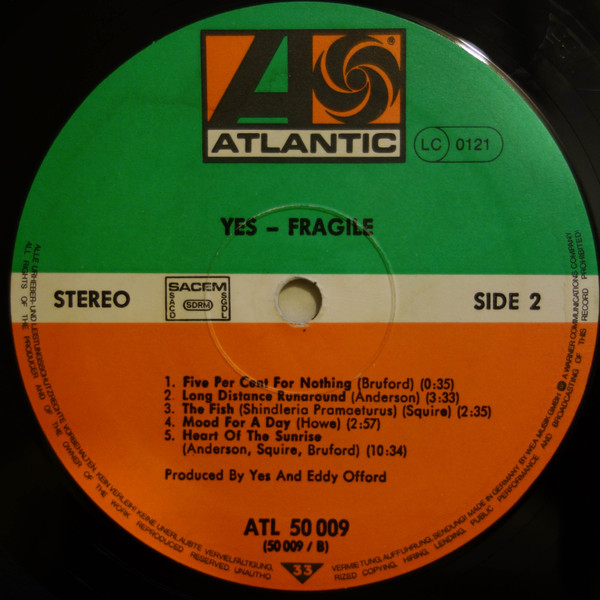 ATLANTIC
LC 0121
YES – FRAGILE
STEREO
SACEM
SACD
SDRM
SGDL
SIDE 2
1. Five Per Cent For Nothing (Bruford) (0:35)
2. Long Distance Runaround (Anderson) (3:33)
3. The Fish (Shindleria Pramaeturus) (Squire) (2:35)
4. Mood For A Day (Howe) (2:57)
5. Heart Of The Sunrise
(Anderson, Squire, Bruford) (10:34)
Produced By Yes And Eddy Offord
ATL 50 009
(50 009 / B)
33
ALLE URHEBER- UND LEISTUNGSSCHUTZRECHTE VORBEHALTEN. KEIN VERLEIH! KEINE UNERLAUBTE VERVIELFÄLTIGUNG, VERMIETUNG, AUFFÜHRUNG, SENDUNG! MADE IN GERMANY BY WEA MUSIK GMBH A WARNER COMMUNICATIONS COMPANY
ALL RIGHTS OF THE PRODUCER AND OF THE OWNER OF THE WORK REPRODUCED RESERVED. UNAUTHO RIZED COPYING, HIRING, LENDING, PUBLIC PERFORMANCE AND BROADCASTING OF THIS RECORD PROHIBITED!